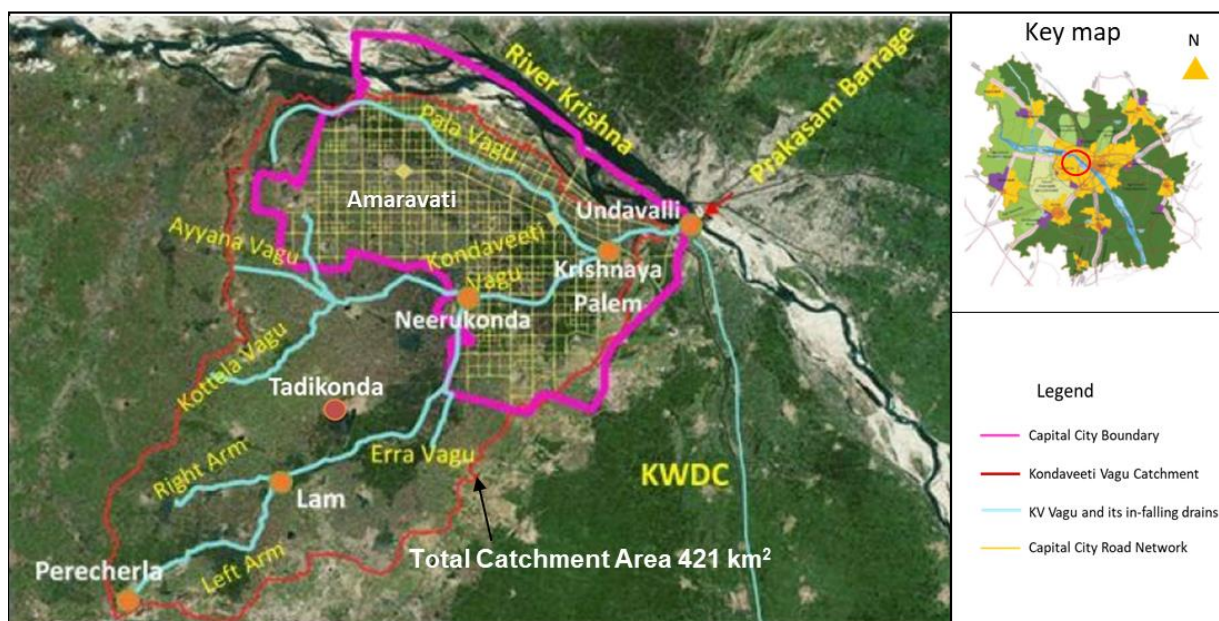 River Krishna
Prakasam Barrage
Pala Vagu
Amaravati
Undavalli
Ayyana Vagu
Kondaveeti
Vagu
Krishnaya
Palem
Neerukonda
Kottela Vagu
Tadikonda
Right Arm
Erra Vagu
Lam
KWDC
Left Arm
Perecherla
Total Catchment Area 421 km²
Key map
N
Legend
Capital City Boundary
Kondaveeti Vagu Catchment
KV Vagu and its in-falling drains
Capital City Road Network